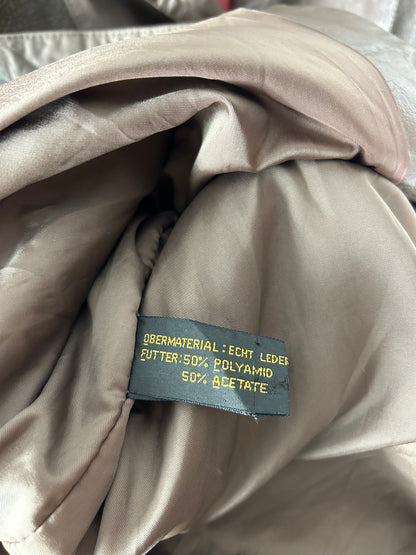 OBERMATERIAL: ECHT LEDER
FUTTER: 50% POLYAMID
50% ACETATE